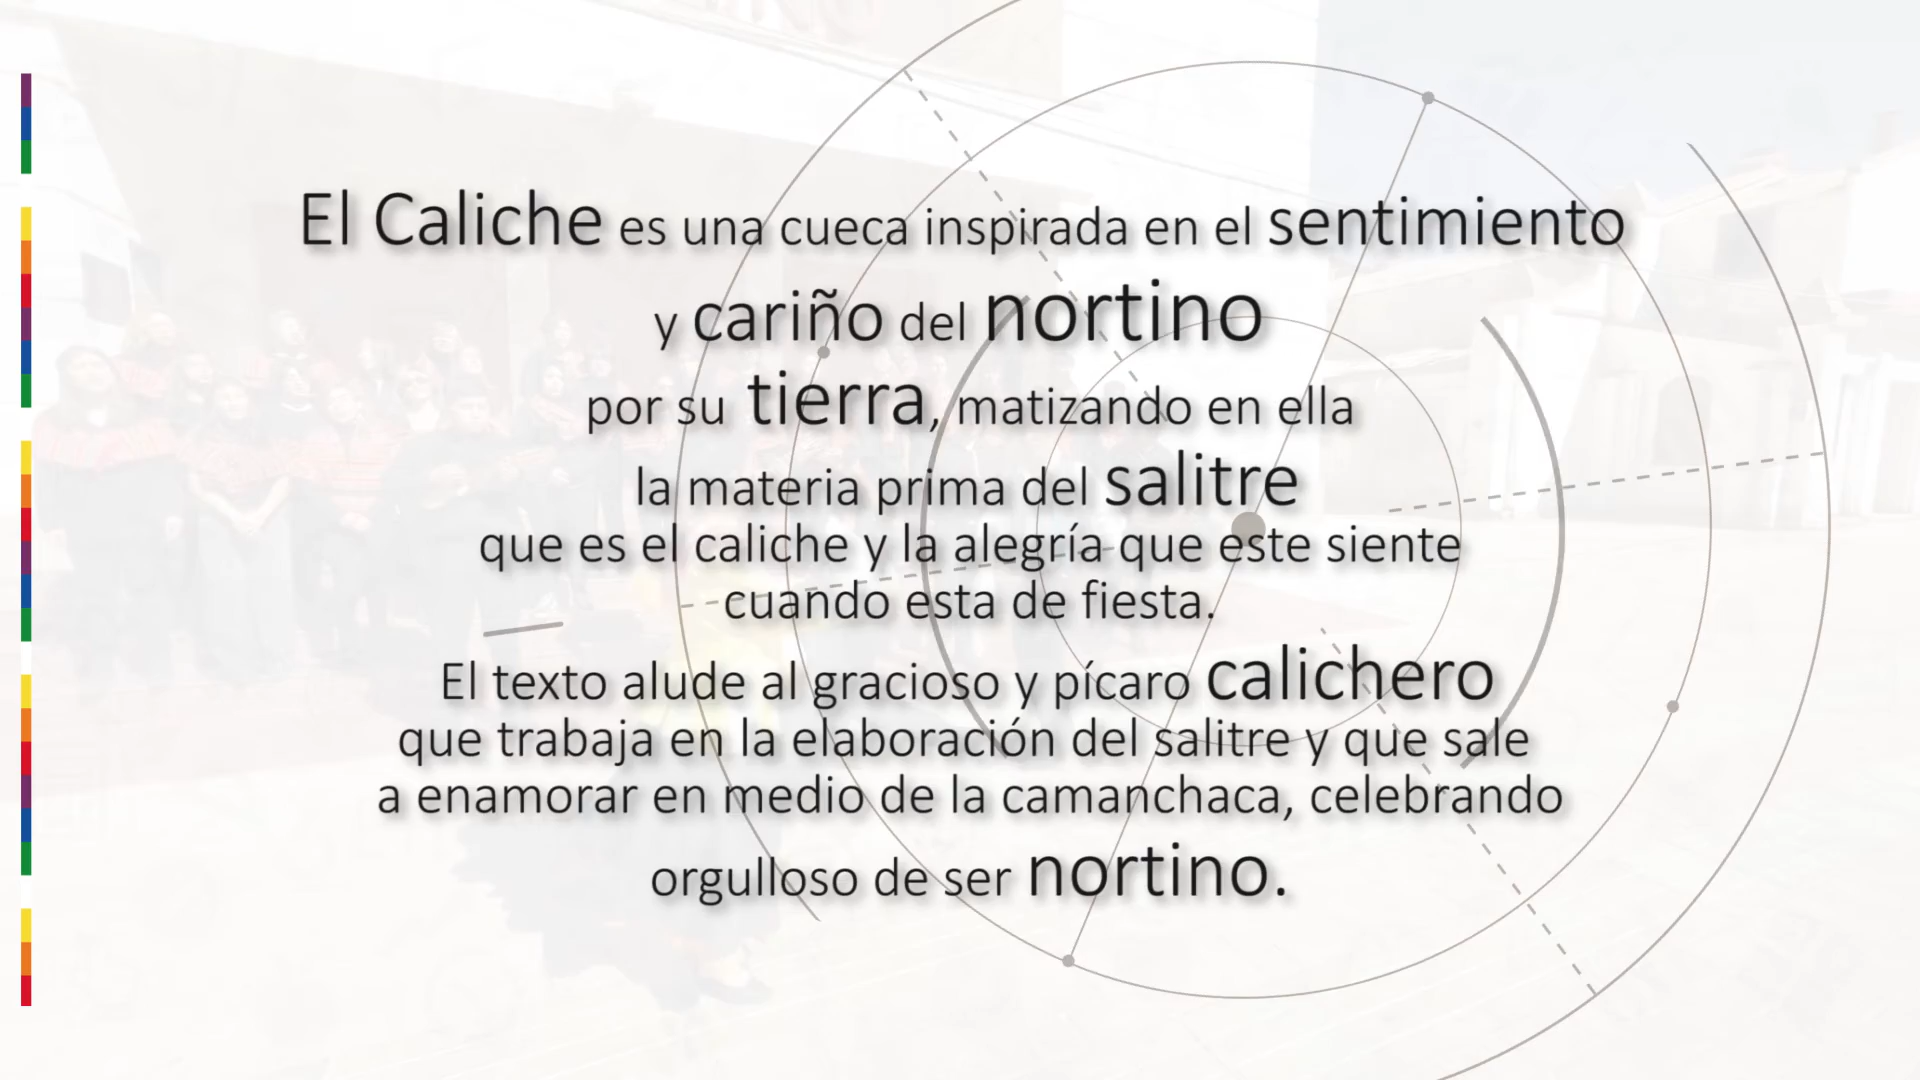 El Caliche es una cueca inspirada en el sentimiento
y cariño del nortino
por su tierra, matizando en ella
la materia prima del salitre
que es el caliche y la alegría que este siente
cuando esta de fiesta.
El texto alude al gracioso y pícaro calichero
que trabaja en la elaboración del salitre y que sale
a enamorar en medio de la camanchaca, celebrando
orgulloso de ser nortino.